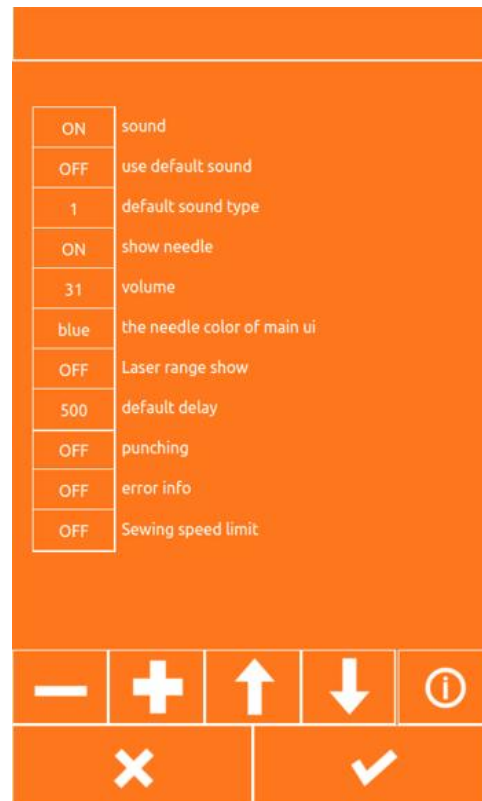 ON sound
OFF use default sound
1 default sound type
ON show needle
31 volume
blue the needle color of main ui
OFF Laser range show
500 default delay
OFF punching
OFF error info
OFF Sewing speed limit